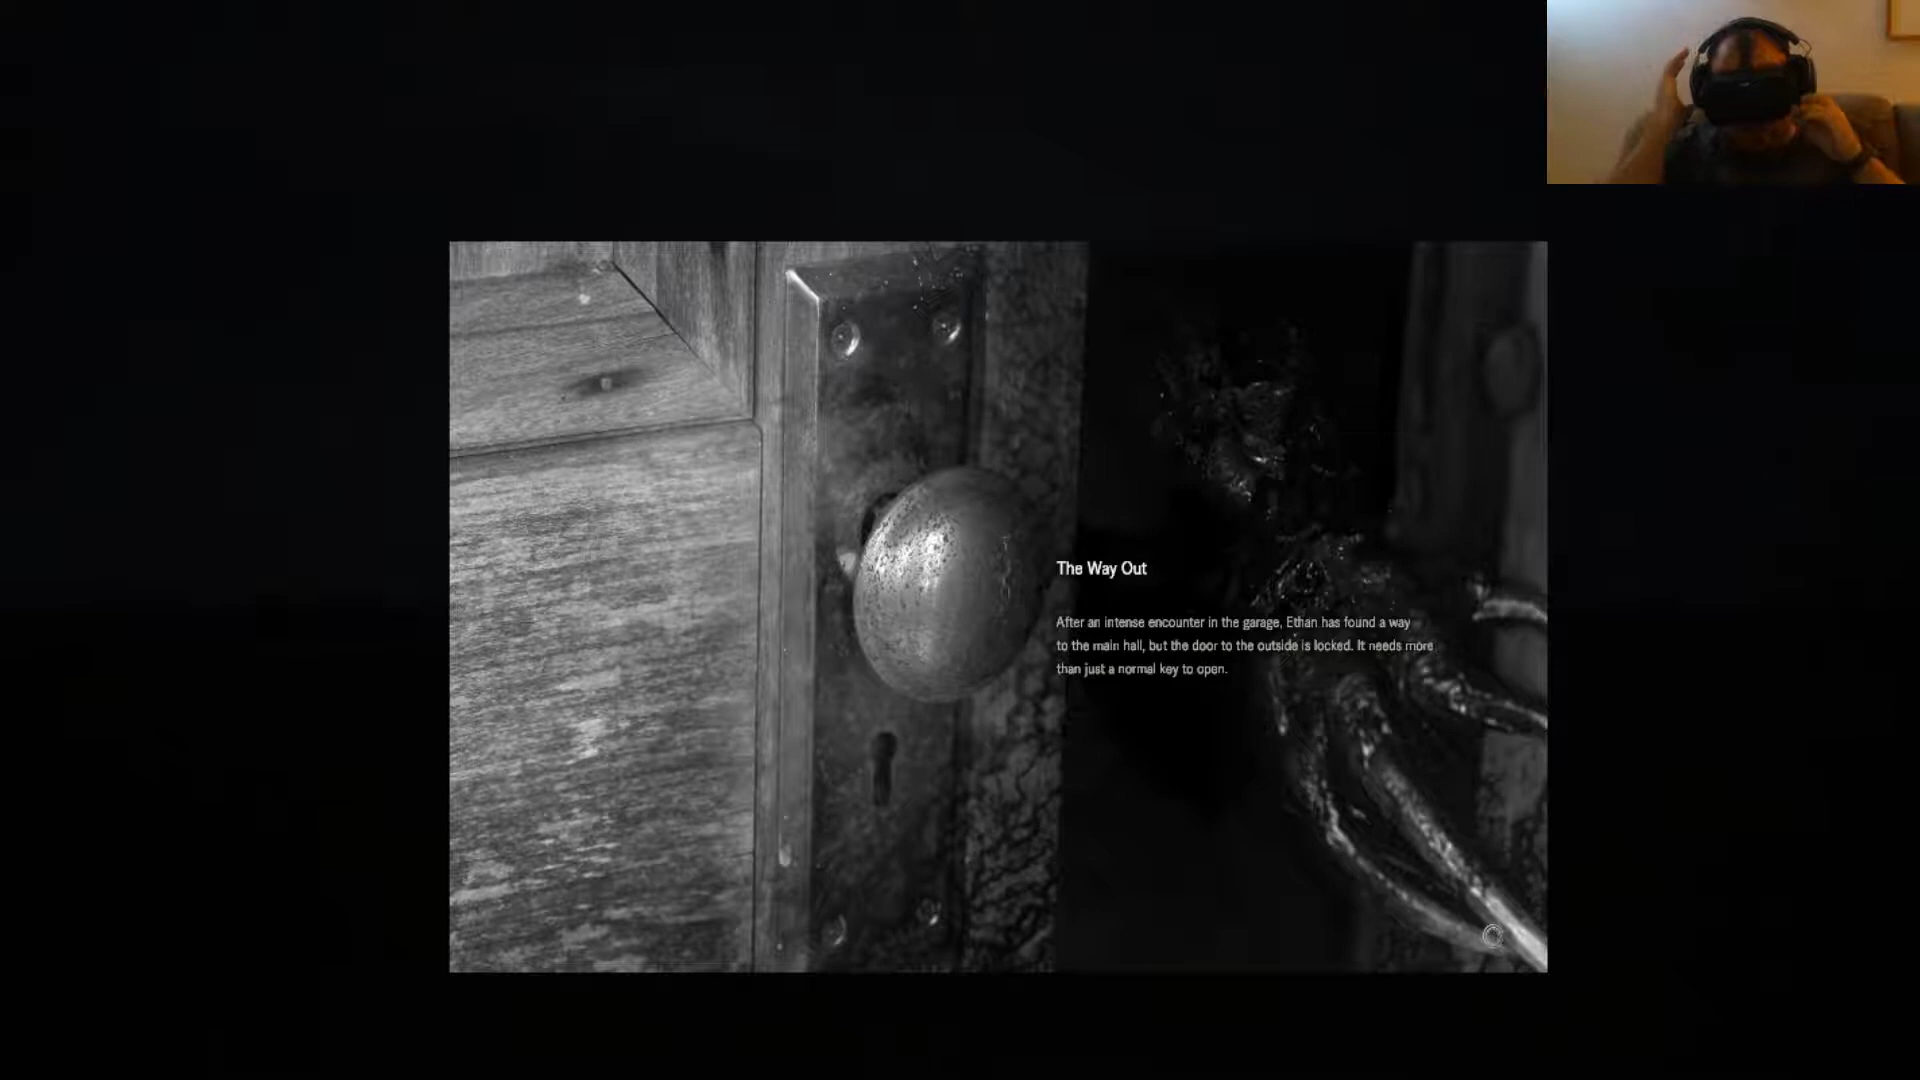 The Way Out
After an intense encounter in the garage, Ethan has found a way
to the main hall, but the door to the outside is locked. It needs more
than just a normal key to open.